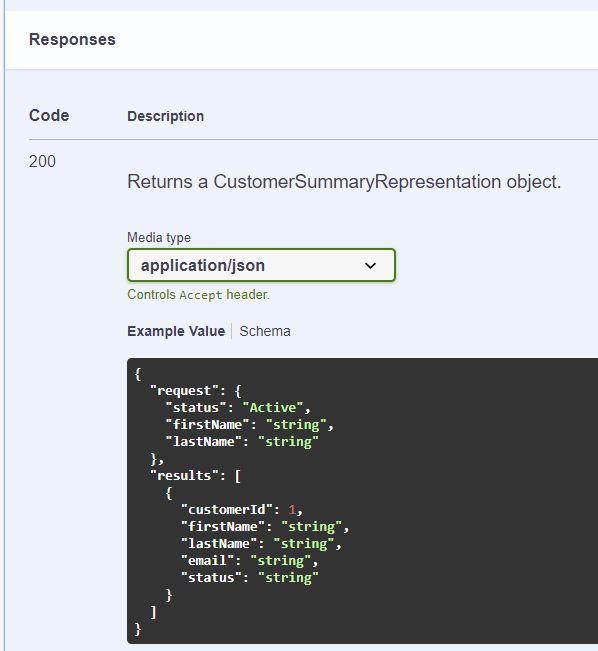 Responses
Code Description
200
Returns a CustomerSummaryRepresentation object.
Media type
application/json
Controls Accept header.
Example Value Schema
{
  "request": {
    "status": "Active",
    "firstName": "string",
    "lastName": "string"
  },
  "results": [
    {
      "customerId": 1,
      "firstName": "string",
      "lastName": "string",
      "email": "string",
      "status": "string"
    }
  ]
}